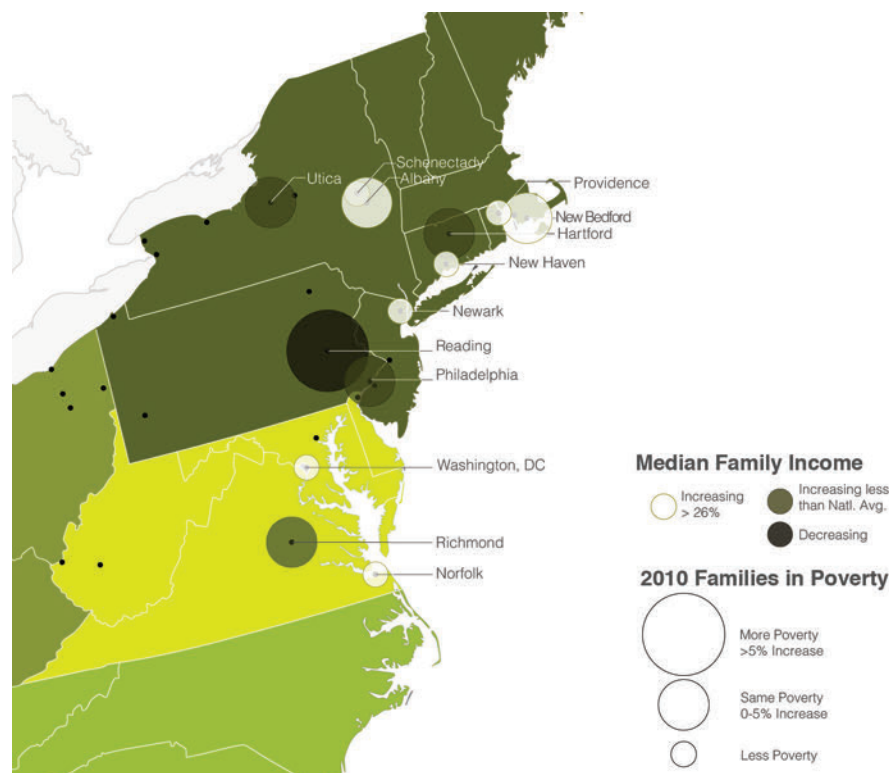 Schenectady
Utica
Albany
Providence
New Bedford
Hartford
New Haven
Newark
Reading
Philadelphia
Washington, DC
Richmond
Norfolk
Median Family Income
Increasing
> 26%
Increasing less
than Natl. Avg.
Decreasing
2010 Families in Poverty
More Poverty
>5% Increase
Same Poverty
0-5% Increase
Less Poverty